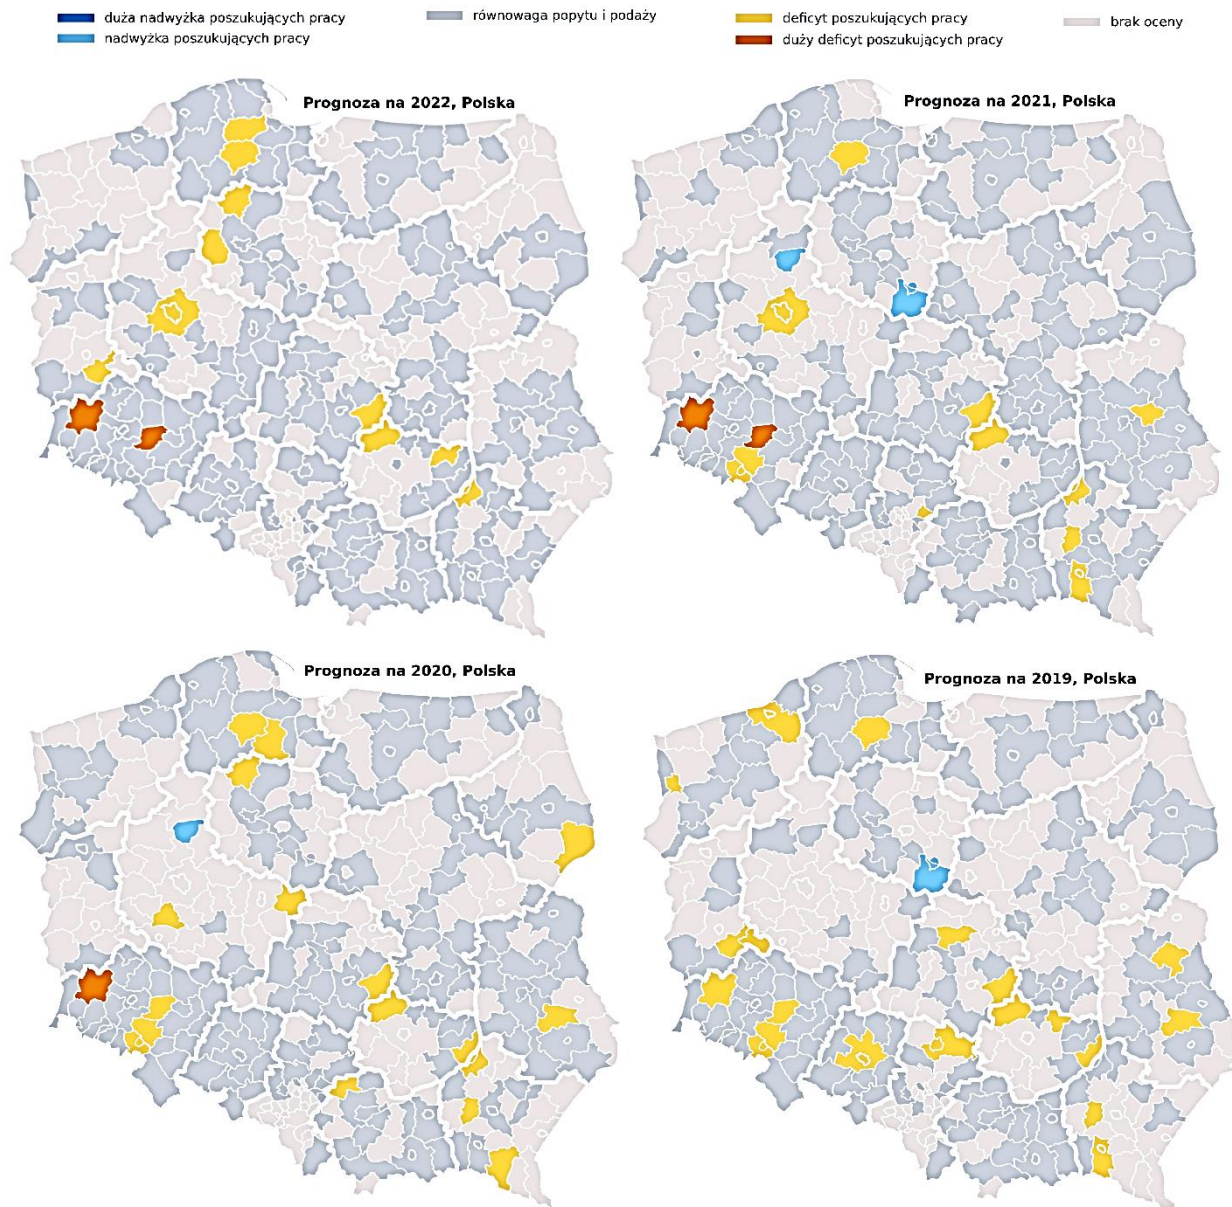 duża nadwyżka poszukujących pracy
nadwyżka poszukujących pracy
równowaga popytu i podaży
deficyt poszukujących pracy
duży deficyt poszukujących pracy
brak oceny
Prognoza na 2022, Polska
Prognoza na 2021, Polska
Prognoza na 2020, Polska
Prognoza na 2019, Polska